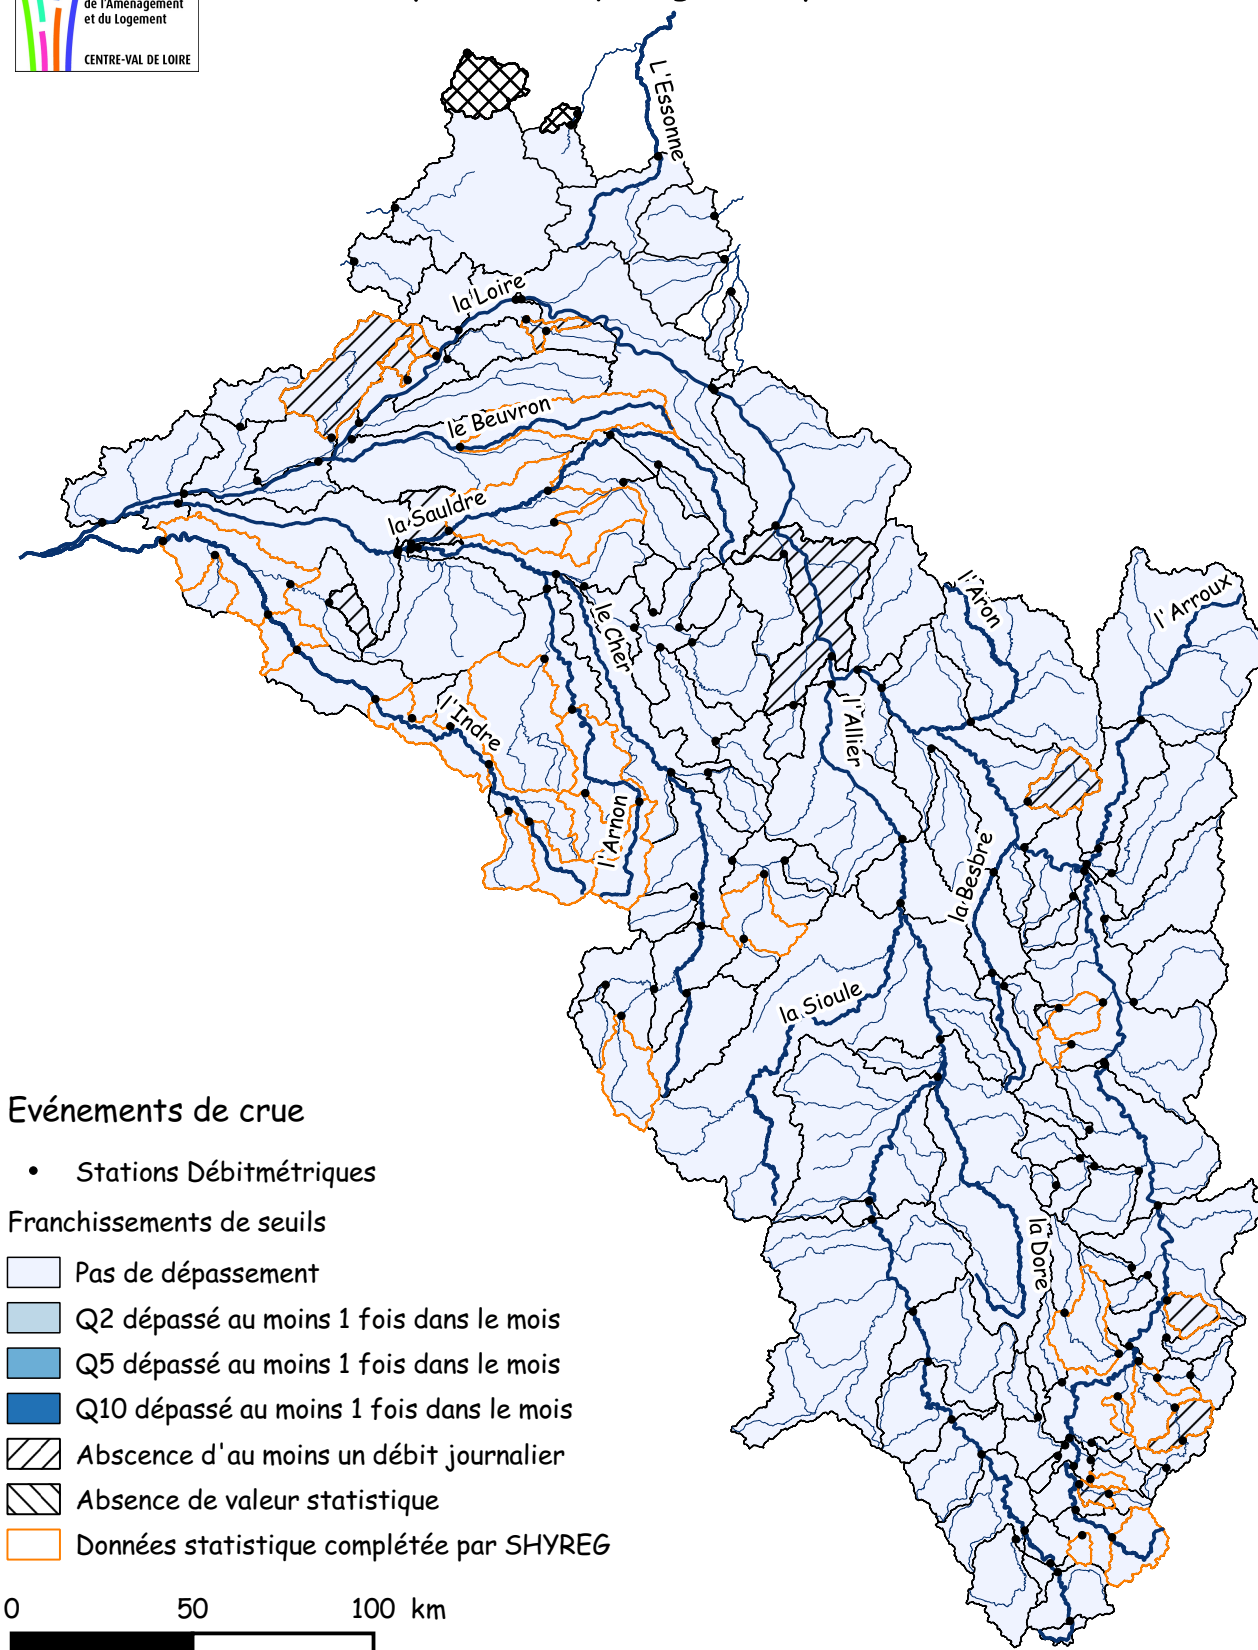 de l'Aménagement
et du Logement
CENTRE-VAL DE LOIRE
L'Essonne
la Loire
le Beuvron
la Sauldre
le Cher
l'Airon
l' Arroux
l'Indre
l'Allier
l'Arnon
la Besbre
la Sioule
la Dore
Evénements de crue
Stations Débitmétriques
Franchissements de seuils
Pas de dépassement
Q2 dépassé au moins 1 fois dans le mois
Q5 dépassé au moins 1 fois dans le mois
Q10 dépassé au moins 1 fois dans le mois
Abscence d'au moins un débit journalier
Absence de valeur statistique
Données statistique complétée par SHYREG
0 50 100 km